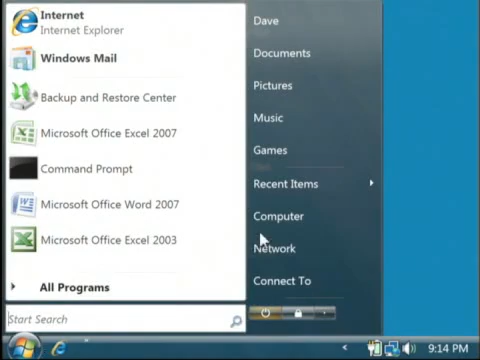 Internet
Internet Explorer
Windows Mail
Backup and Restore Center
Microsoft Office Excel 2007
Command Prompt
Microsoft Office Word 2007
Microsoft Office Excel 2003
All Programs
Start Search
Dave
Documents
Pictures
Music
Games
Recent Items
Computer
Network
Connect To
9:14 PM